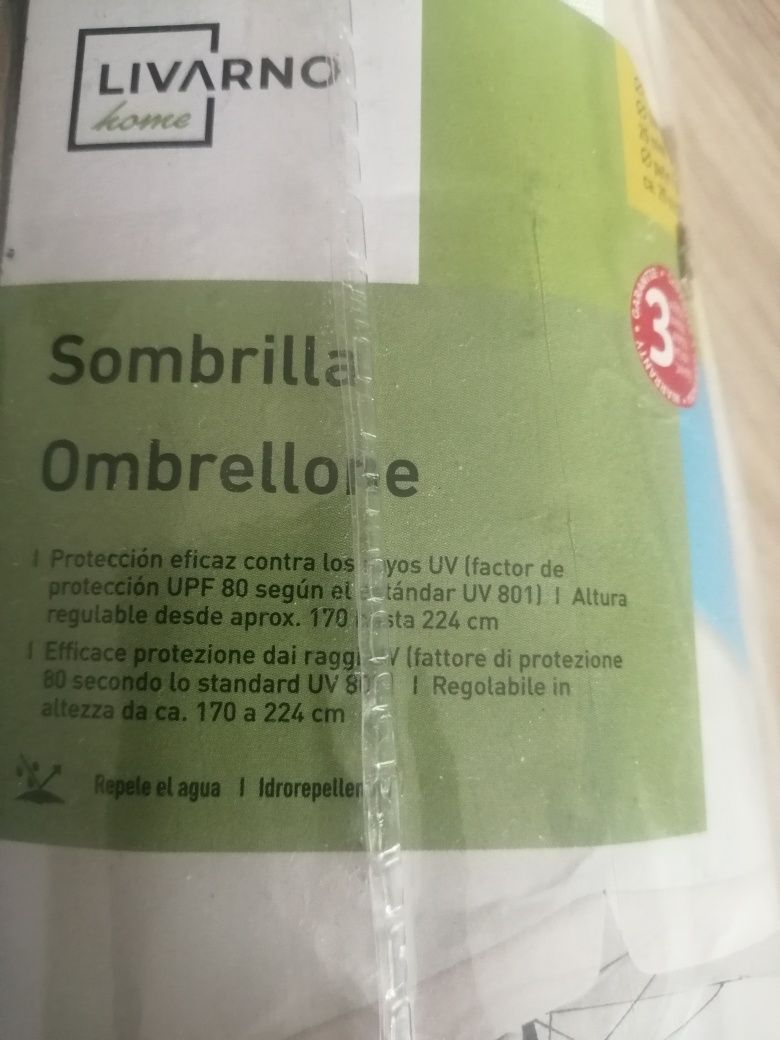 LIVARNO
home
3
GARANTIE
WARRANTY
Sombrilla
Ombrellone
I Protección eficaz contra los rayos UV (factor de
protección UPF 80 según el estándar UV 801) I Altura
regulable desde aprox. 170 hasta 224 cm
I Efficace protezione dai raggi UV (fattore di protezione
80 secondo lo standard UV 801) I Regolabile in
altezza da ca. 170 a 224 cm
Repele el agua I